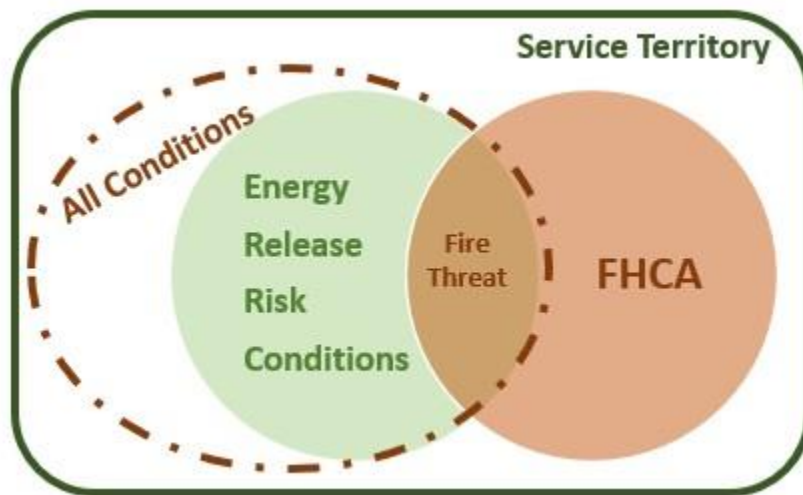 Service Territory
All Conditions
Energy
Release
Risk
Conditions
Fire
Threat
FHCA